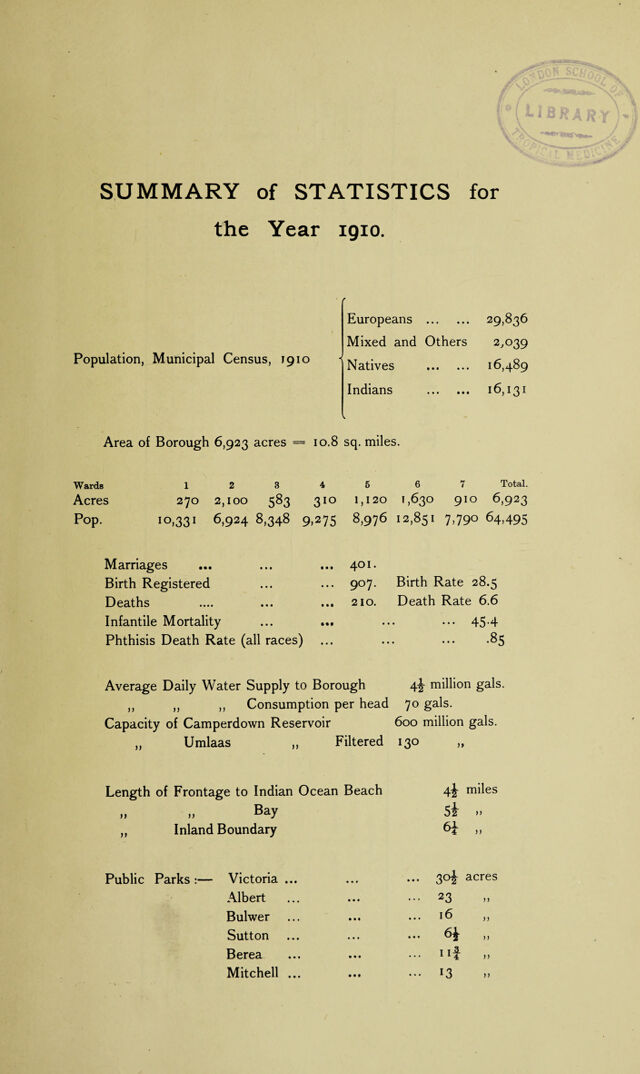 LONDON SCHOOL OF
LIBRARY
TROPICAL MEDICINE
SUMMARY of STATISTICS for
the Year 1910.
Europeans ... ... 29,836
Mixed and Others 2,039
Population, Municipal Census, 1910
Natives ... ... 16,489
Indians ... ... 16,131
Area of Borough 6,923 acres = 10.8 sq. miles.
Wards 1 2 3 4 5 6 7 Total.
Acres 270 2,100 583 310 1,120 1,630 910 6,923
Pop. 10,331 6,924 8,348 9,275 8,976 12,851 7,790 64,495
Marriages ... ... ... 401.
Birth Registered ... ... 907. Birth Rate 28.5
Deaths .... ... ... 210. Death Rate 6.6
Infantile Mortality ... ... ... ... 45.4
Phthisis Death Rate (all races) ... ... ... .85
Average Daily Water Supply to Borough 4½ million gals.
,, ,, ,, Consumption per head 70 gals.
Capacity of Camperdown Reservoir 600 million gals.
,, Umlaas ,, Filtered 130 ,,
Length of Frontage to Indian Ocean Beach 4½ miles
,, ,, Bay 5½ ,,
,, Inland Boundary 6¼ ,,
Public Parks :— Victoria ... ... ... 30½ acres
Albert ... ... ... 23 ,,
Bulwer ... ... ... 16 ,,
Sutton ... ... ... 6½ ,,
Berea ... ... ... 11¾ ,,
Mitchell ... ... ... 13 ,,